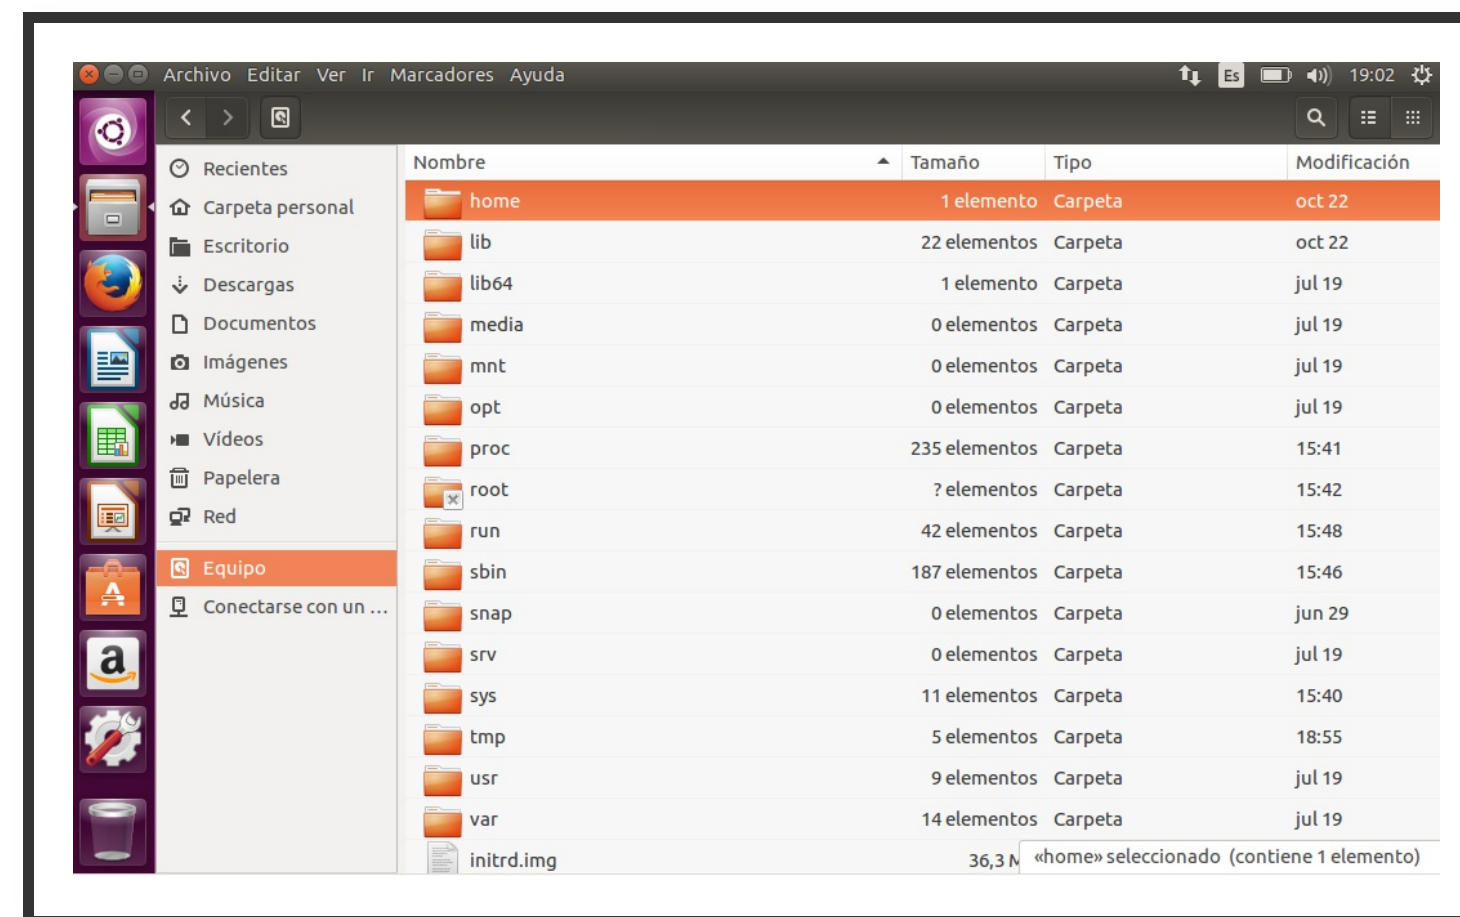 Archivo Editar Ver Ir Marcadores Ayuda Es 19:02
Recientes
Carpeta personal
Escritorio
Descargas
Documentos
Imágenes
Música
Vídeos
Papelera
Red
Equipo
Conectarse con un ...
Nombre Tamaño Tipo Modificación
home 1 elemento Carpeta oct 22
lib 22 elementos Carpeta oct 22
lib64 1 elemento Carpeta jul 19
media 0 elementos Carpeta jul 19
mnt 0 elementos Carpeta jul 19
opt 0 elementos Carpeta jul 19
proc 235 elementos Carpeta 15:41
root ? elementos Carpeta 15:42
run 42 elementos Carpeta 15:48
sbin 187 elementos Carpeta 15:46
snap 0 elementos Carpeta jun 29
srv 0 elementos Carpeta jul 19
sys 11 elementos Carpeta 15:40
tmp 5 elementos Carpeta 18:55
usr 9 elementos Carpeta jul 19
var 14 elementos Carpeta jul 19
initrd.img 36,3 M
«home» seleccionado (contiene 1 elemento)